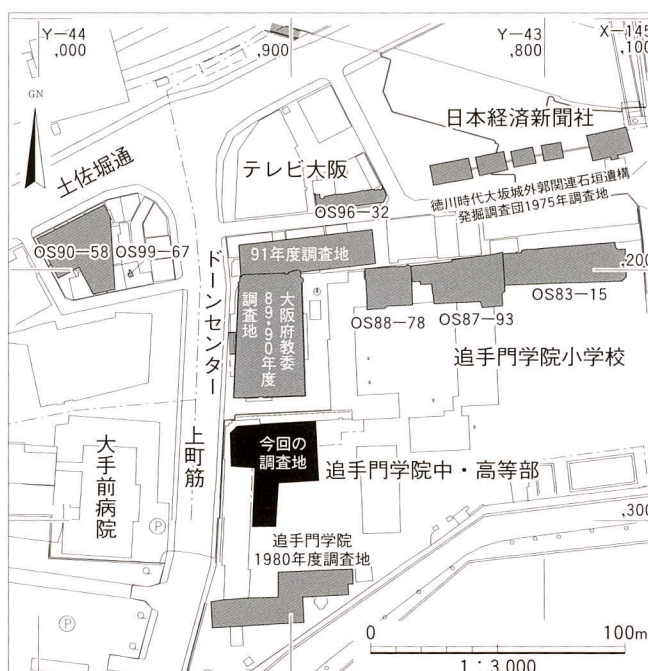 Y−44
,000
,900
Y−43
,800
X−145
,100
GN
日本経済新聞社
テレビ大阪
土佐堀通
OS96−32
徳川時代大坂城外郭関連石垣遺構
発掘調査団1975年調査地
OS90−58
OS99−67
ドーンセンター
91年度調査地
,200
大阪府教委
89・90年度
調査地
OS88−78
OS87−93
OS83−15
追手門学院小学校
大手前病院
上町筋
今回の
調査地
追手門学院中・高等部
P
,300
追手門学院
1980年度調査地
P
0
100m
1：3,000